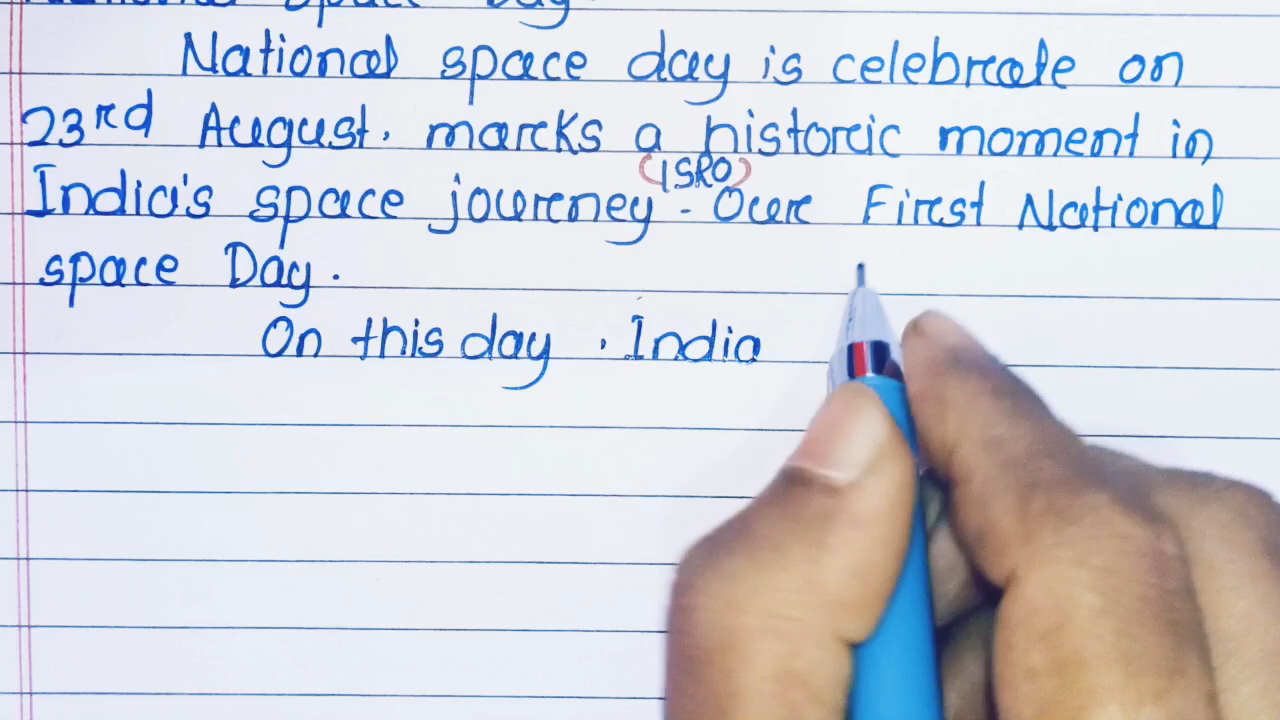 National space day is celebrate on
23rd August. marks a historic moment in
(ISRO)
India's space journey - Our First National
space Day.
On this day . India